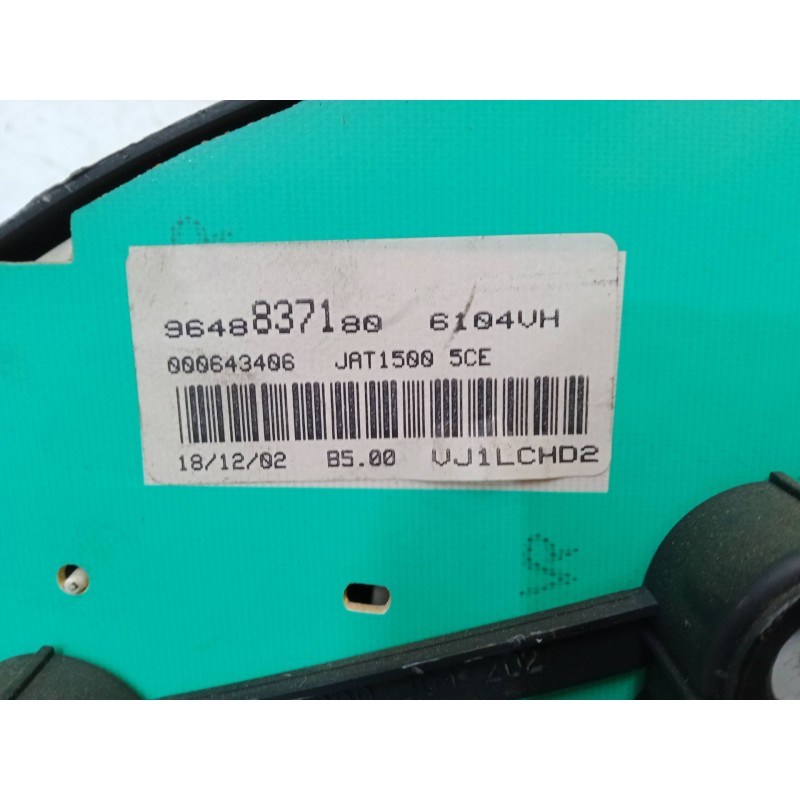 9648837180 6104VH
000643406 JAT1500 5CE
18/12/02 B5.00 VJ1LCHD2